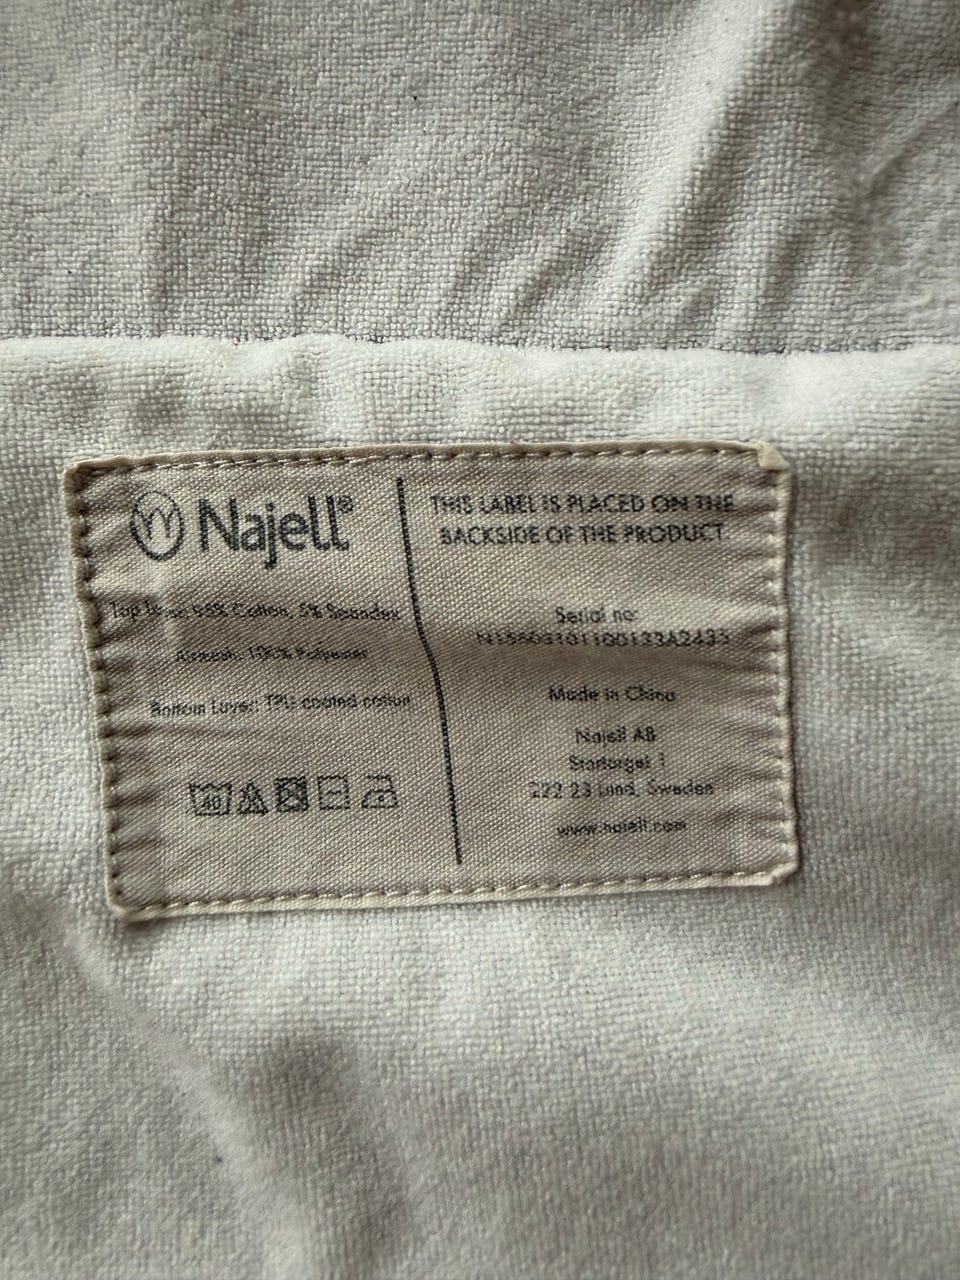 Najell®
Top Layer: 95% Cotton, 5% Spandex
Airmesh: 100% Polyester
Bottom Layer: TPU coated cotton
40
THIS LABEL IS PLACED ON THE
BACKSIDE OF THE PRODUCT.
Serial no:
Made in China
Najell AB
Stortorget 1
222 23 Lund, Sweden
www.najell.com